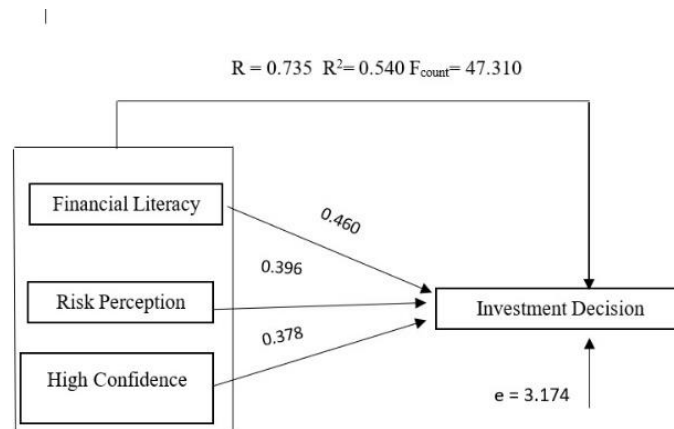 R = 0.735 R²= 0.540 Fcount= 47.310
Financial Literacy
0.460
0.396
Risk Perception
Investment Decision
0.378
High Confidence
e = 3.174